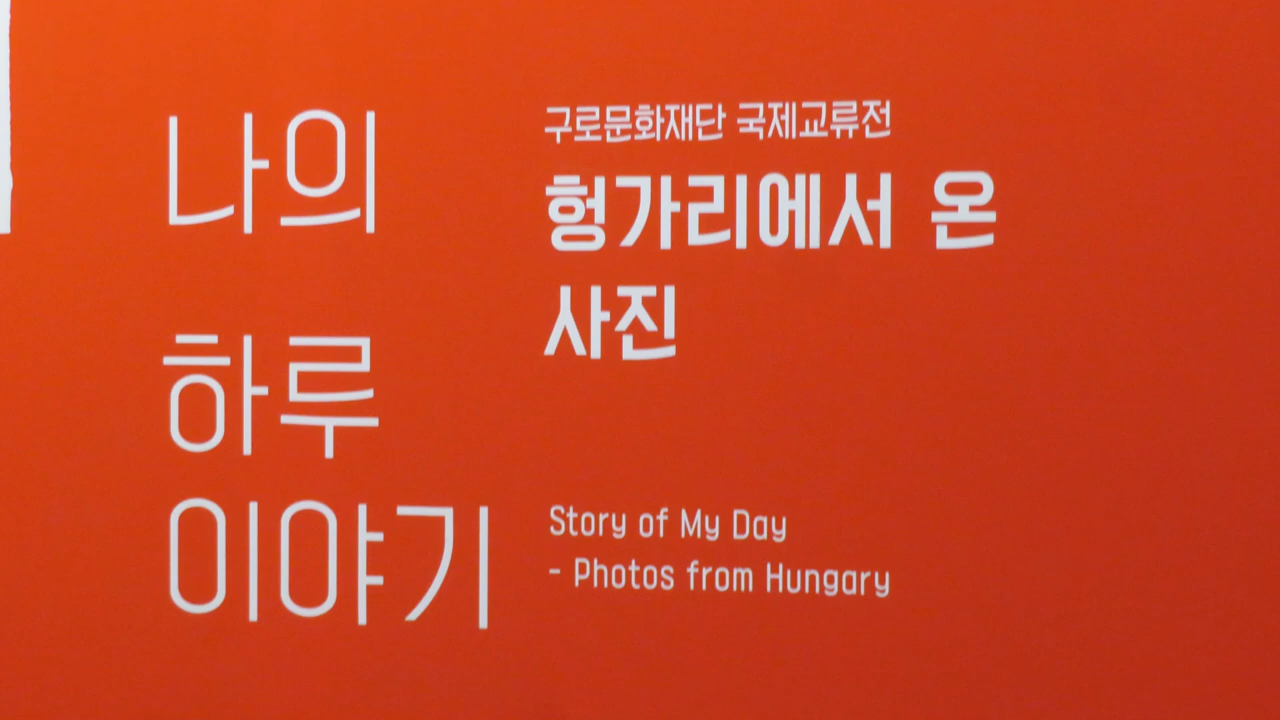 나의
하루
이야기
구로문화재단 국제교류전
헝가리에서 온
사진
Story of My Day
- Photos from Hungary